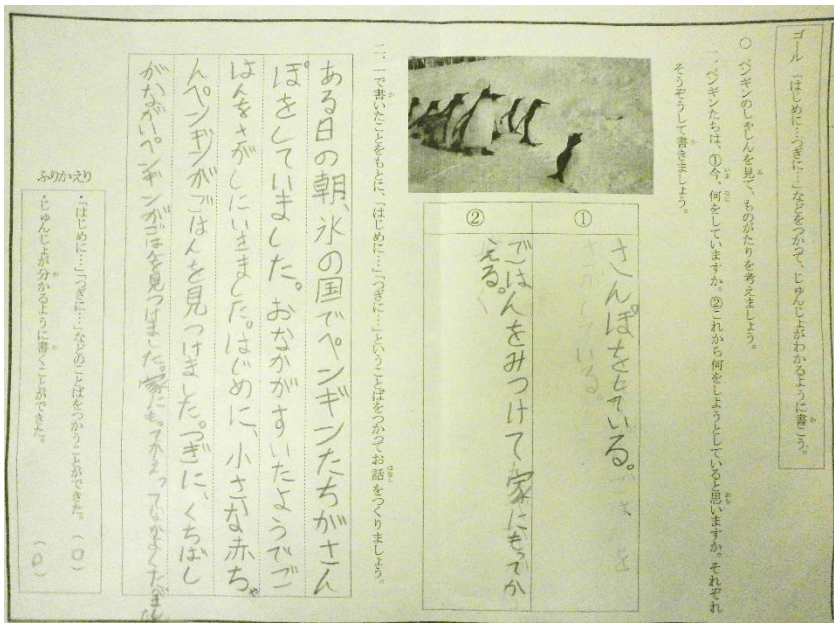 ゴール 「はじめに…つぎに…」などをつかって、じゅんじょがわかるように書こう。
○ ペンギンのしゃしんを見て、ものがたりを考えましょう。
一、ペンギンたちは、①今、何をしていますか。②これから何をしようとしていると思いますか。それぞれ
そうぞうして書きましょう。
①
さんぽをしている。
②
ごはんをみつけて家にもってか
える。
二、一で書いたことをもとに、「はじめに…」「つぎに…」ということばをつかってお話をつくりましょう。
ある日の朝、氷の国でペンギンたちがさん
ぽをしていました。おなかがすいたようでご
はんをさがしにいきました。はじめに、小さな赤ちゃ
んペンギンがごはんを見つけました。つぎに、くちばし
がながいペンギンがごはんを見つけました。家にもってかえってなかよくたべました
ふりかえり
・「はじめに…」「つぎに…」などのことばをつかうことができた。（○）
・じゅんじょが分かるように書くことができた。（○）